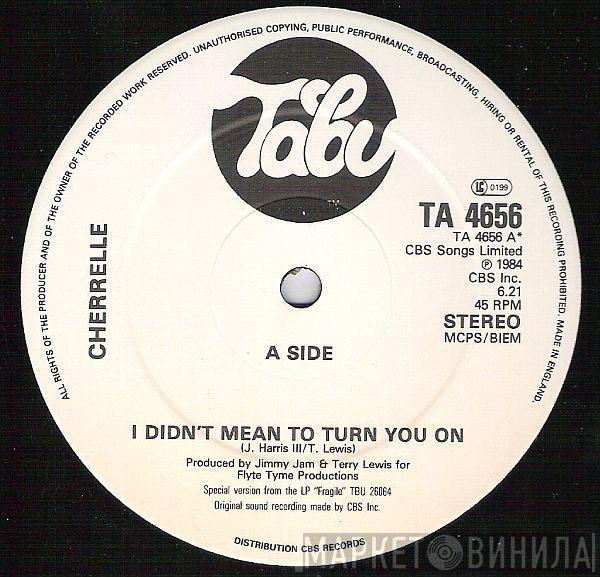 ALL RIGHTS OF THE PRODUCER AND OF THE OWNER OF THE RECORDED WORK RESERVED. UNAUTHORISED COPYING, PUBLIC PERFORMANCE, BROADCASTING, HIRING OR RENTAL OF THIS RECORDING PROHIBITED. MADE IN ENGLAND.
Tabu
LC 0199
TA 4656
TA 4656 A*
CBS Songs Limited
℗ 1984
CBS Inc.
6.21
45 RPM
STEREO
MCPS/BIEM
CHERRELLE
A SIDE
I DIDN'T MEAN TO TURN YOU ON
(J. Harris III/T. Lewis)
Produced by Jimmy Jam & Terry Lewis for
Flyte Tyme Productions
Special version from the LP "Fragile" TBU 26064
Original sound recording made by CBS Inc.
DISTRIBUTION CBS RECORDS
МАРКЕТ ВИНИЛА